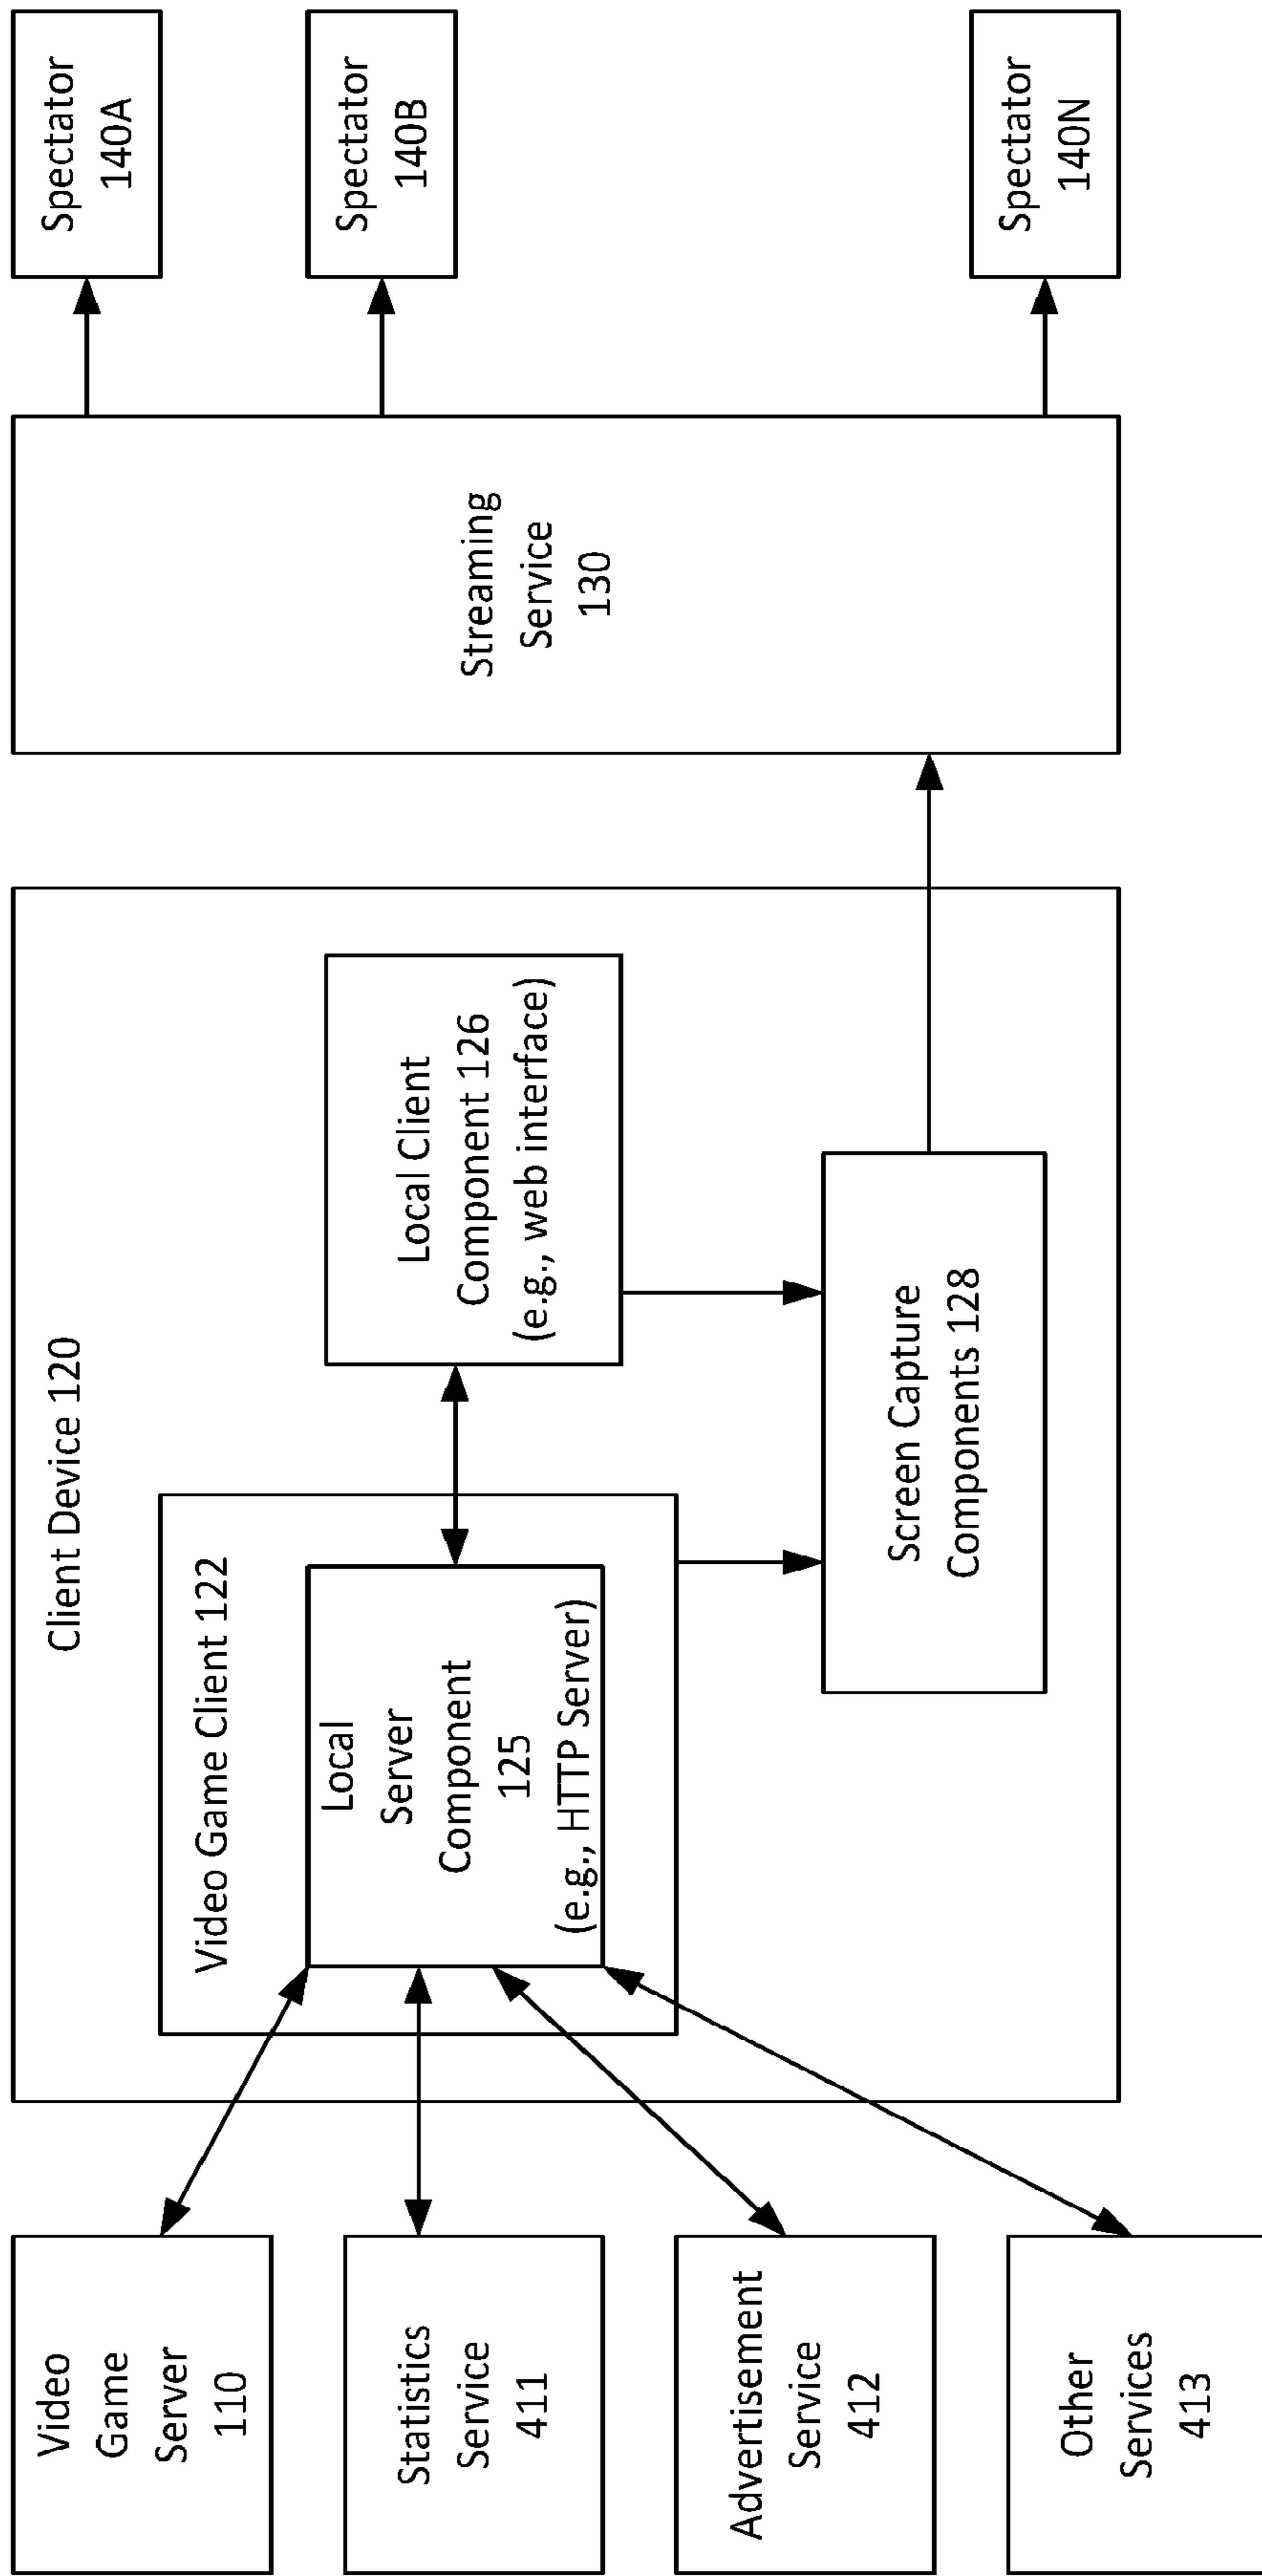 Video
Game
Server
110
Statistics
Service
411
Advertisement
Service
412
Other
Services
413
Client Device 120
Video Game Client 122
Local
Server
Component
125
(e.g., HTTP Server)
Local Client
Component 126
(e.g., web interface)
Screen Capture
Components 128
Streaming
Service
130
Spectator
140A
Spectator
140B
Spectator
140N